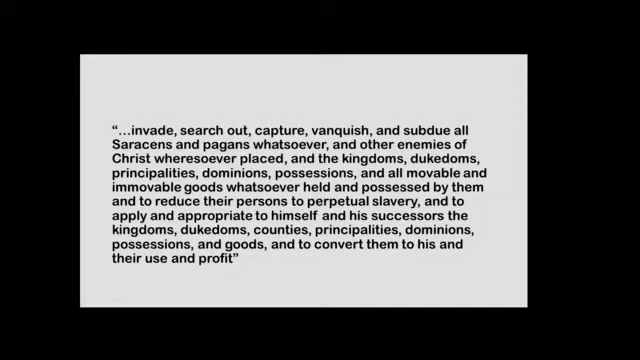 “…invade, search out, capture, vanquish, and subdue all
Saracens and pagans whatsoever, and other enemies of
Christ wheresoever placed, and the kingdoms, dukedoms,
principalities, dominions, possessions, and all movable and
immovable goods whatsoever held and possessed by them
and to reduce their persons to perpetual slavery, and to
apply and appropriate to himself and his successors the
kingdoms, dukedoms, counties, principalities, dominions,
possessions, and goods, and to convert them to his and
their use and profit”